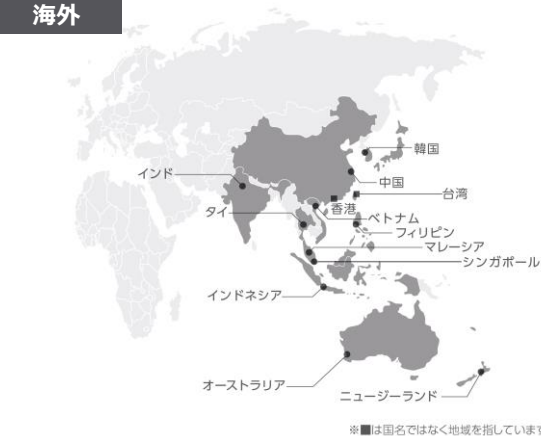 海外
韓国
インド
中国
台湾
タイ
香港
ベトナム
フィリピン
マレーシア
シンガポール
インドネシア
オーストラリア
ニュージーランド
※■は国名ではなく地域を指しています